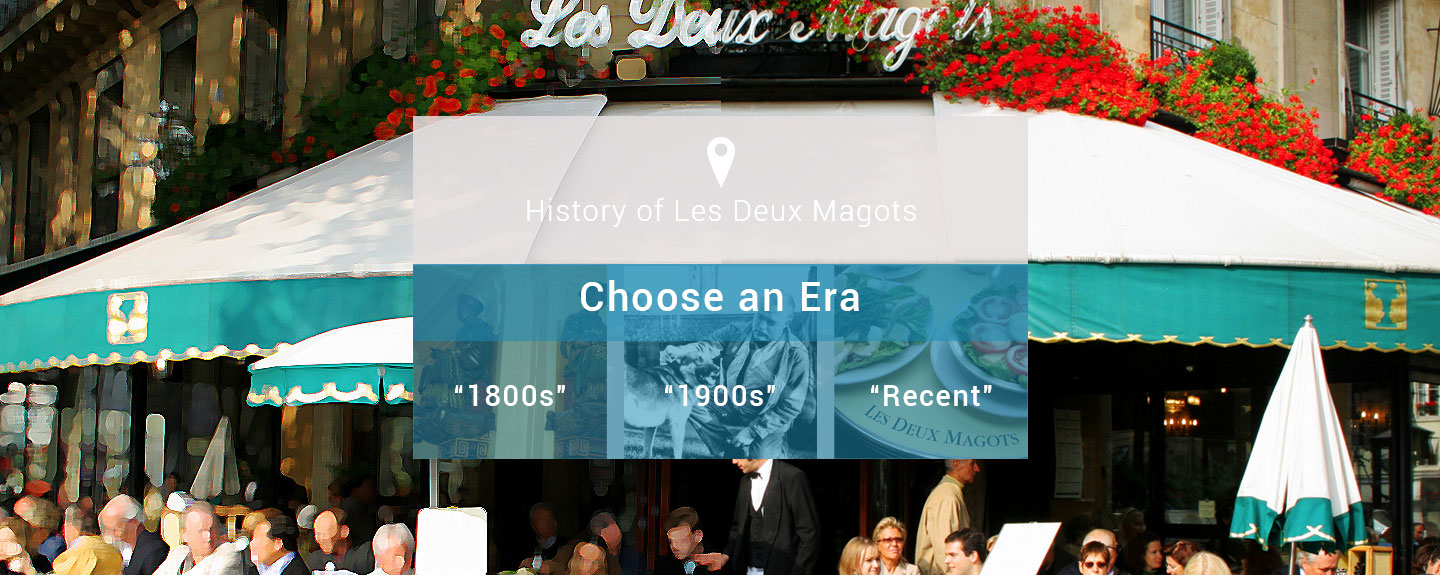 Les Deux Magots
History of Les Deux Magots
Choose an Era
“1800s”
“1900s”
“Recent”
LES DEUX MAGOTS